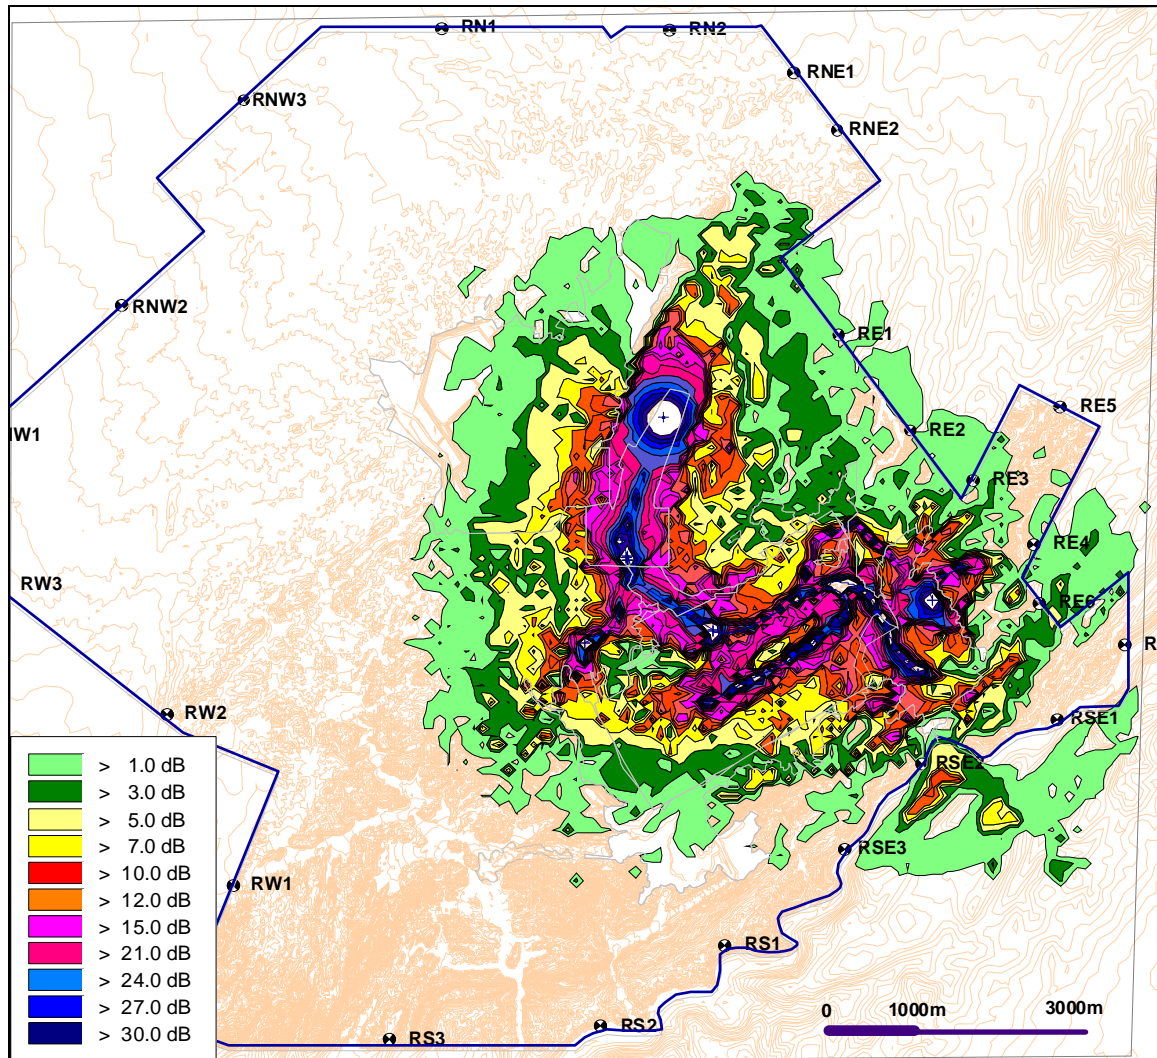 RN1
RN2
RNE1
RNW3
RNE2
RNW2
RE1
RE5
RE2
RE3
RE4
RW3
RE6
RW2
RSE1
RSE2
> 1.0 dB
> 3.0 dB
> 5.0 dB
> 7.0 dB
> 10.0 dB
> 12.0 dB
> 15.0 dB
> 21.0 dB
> 24.0 dB
> 27.0 dB
> 30.0 dB
RSE3
RW1
RS1
0 1000m 3000m
RS2
RS3